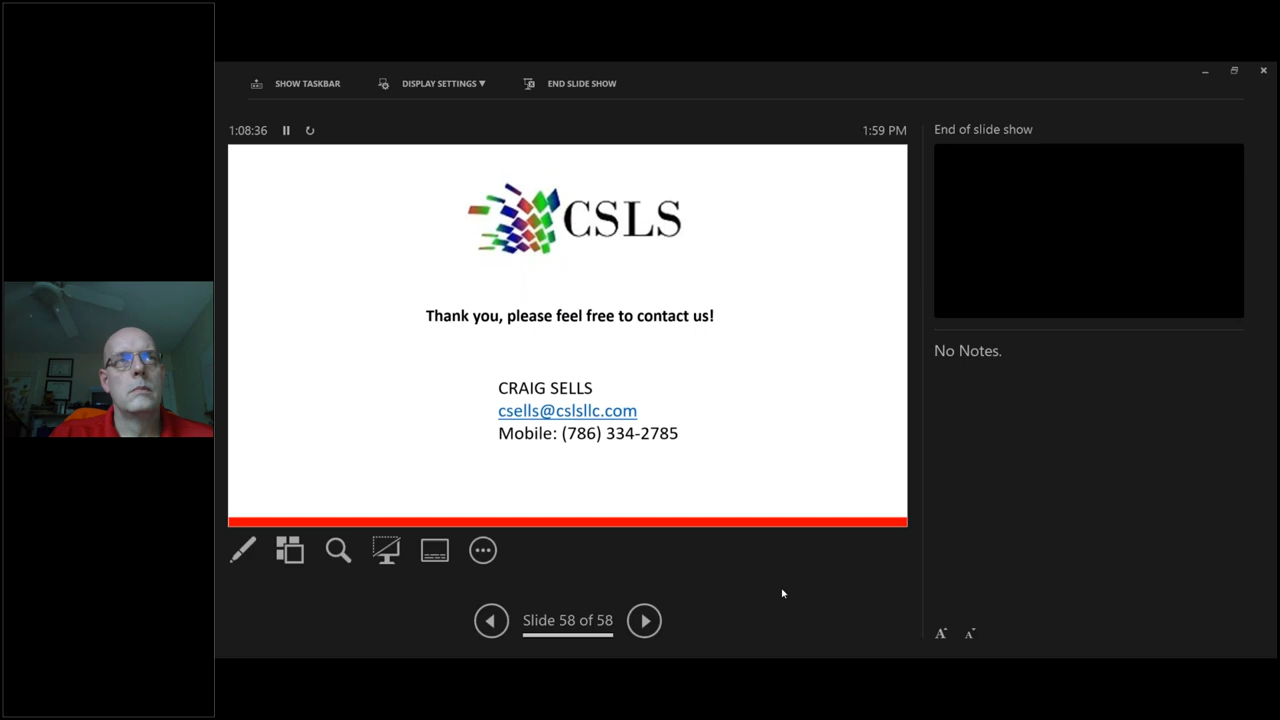 SHOW TASKBAR
DISPLAY SETTINGS ▼
END SLIDE SHOW
1:08:36
1:59 PM
End of slide show
CSLS
Thank you, please feel free to contact us!
No Notes.
CRAIG SELLS
csells@cslsllc.com
Mobile: (786) 334-2785
Slide 58 of 58
A
A